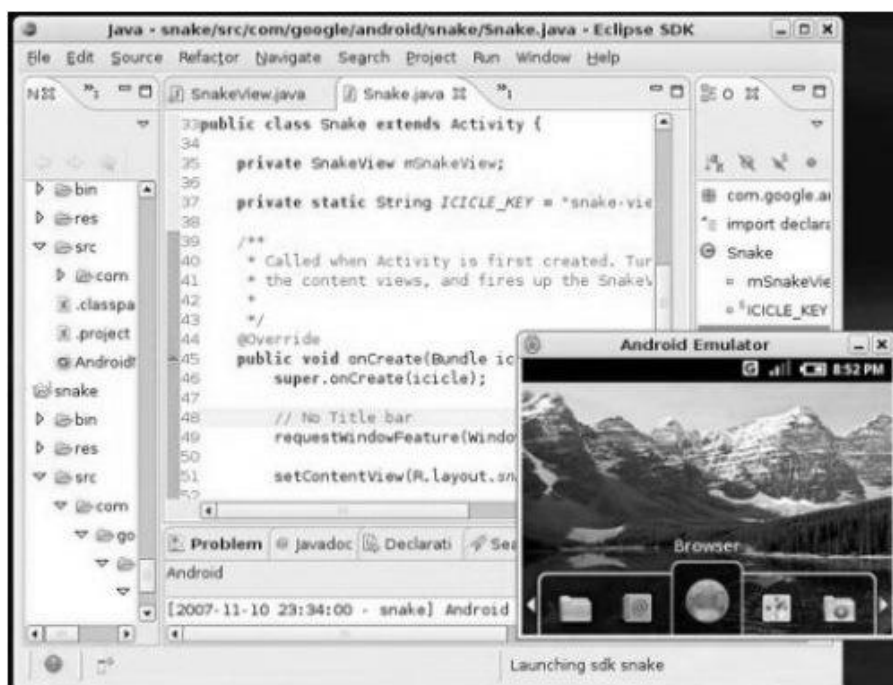 Java - snake/src/com/google/android/snake/Snake.java - Eclipse SDK
File Edit Source Refactor Navigate Search Project Run Window Help
N
SnakeView.java
Snake.java
O
bin
res
src
com
.classpa
.project
Android
snake
bin
res
src
com
go
33 public class Snake extends Activity {
34
35 private SnakeView mSnakeView;
36
37 private static String ICICLE_KEY = "snake-vie
38
39 /**
40 * Called when Activity is first created. Tur
41 * the content views, and fires up the Snake
42 *
43 */
44 @Override
45 public void onCreate(Bundle ic
46 super.onCreate(icicle);
47
48 // No Title bar
49 requestWindowFeature(Window
50
51 setContentView(R.layout.sn
52
com.google.an
import declara
Snake
mSnakeVie
S ICICLE_KEY
Android Emulator
G 8:52 PM
Browser
Problem Javadoc Declarati Sea
Android
[2007-11-10 23:34:00 - snake] Android
Launching sdk snake